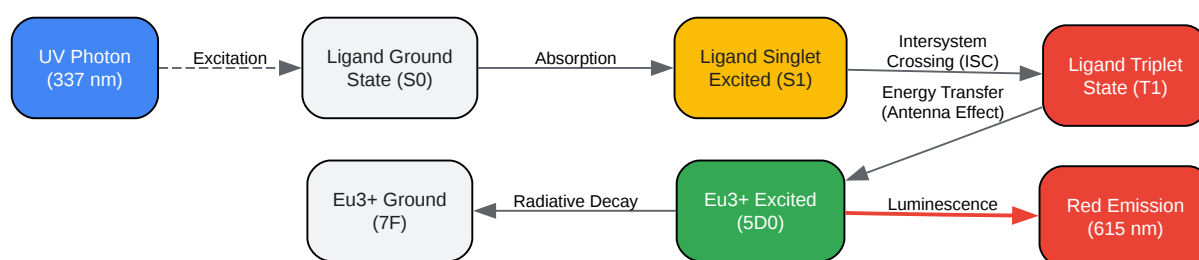 UV Photon
(337 nm)
Excitation
Ligand Ground
State (S0)
Absorption
Ligand Singlet
Excited (S1)
Intersystem
Crossing (ISC)
Ligand Triplet
State (T1)
Energy Transfer
(Antenna Effect)
Eu3+ Ground
(7F)
Radiative Decay
Eu3+ Excited
(5D0)
Luminescence
Red Emission
(615 nm)